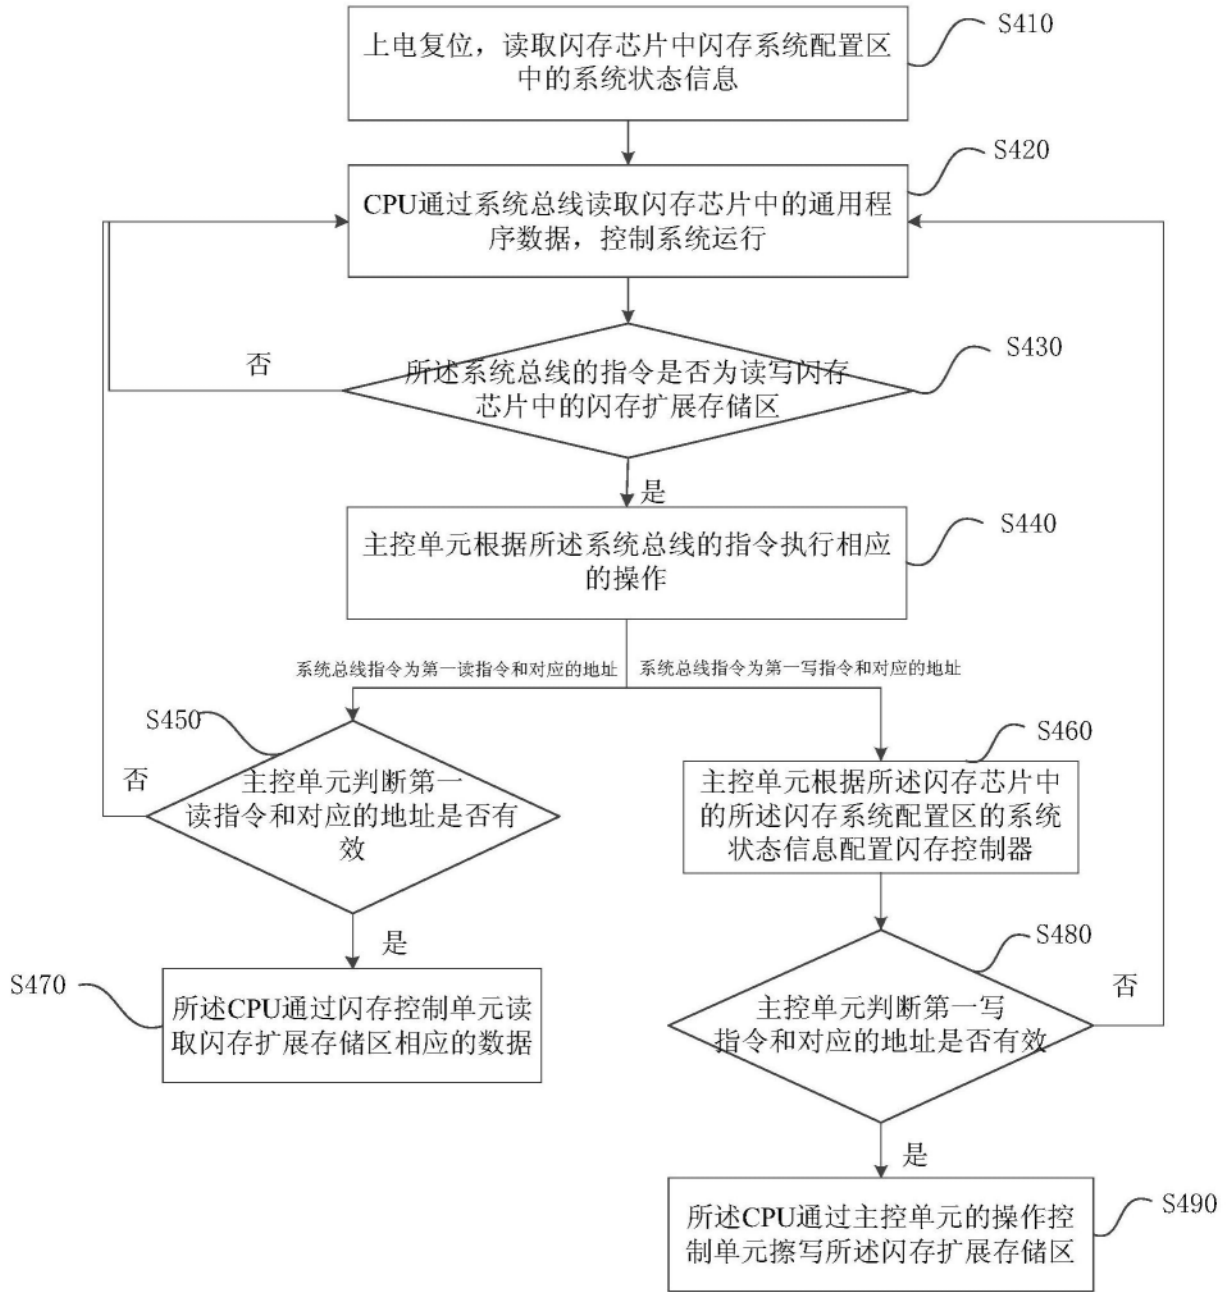 S410
上电复位，读取闪存芯片中闪存系统配置区
中的系统状态信息
S420
CPU通过系统总线读取闪存芯片中的通用程
序数据，控制系统运行
S430
否
所述系统总线的指令是否为读写闪存
芯片中的闪存扩展存储区
是
S440
主控单元根据所述系统总线的指令执行相应
的操作
系统总线指令为第一读指令和对应的地址
系统总线指令为第一写指令和对应的地址
S450
否
主控单元判断第一
读指令和对应的地址是否有
效
是
S460
主控单元根据所述闪存芯片中
的所述闪存系统配置区的系统
状态信息配置闪存控制器
S470
所述CPU通过闪存控制单元读
取闪存扩展存储区相应的数据
S480
否
主控单元判断第一写
指令和对应的地址是否有效
是
S490
所述CPU通过主控单元的操作控
制单元擦写所述闪存扩展存储区